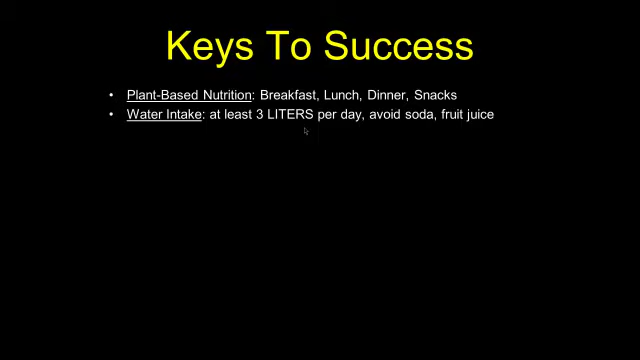 Keys To Success
• Plant-Based Nutrition: Breakfast, Lunch, Dinner, Snacks
• Water Intake: at least 3 LITERS per day, avoid soda, fruit juice